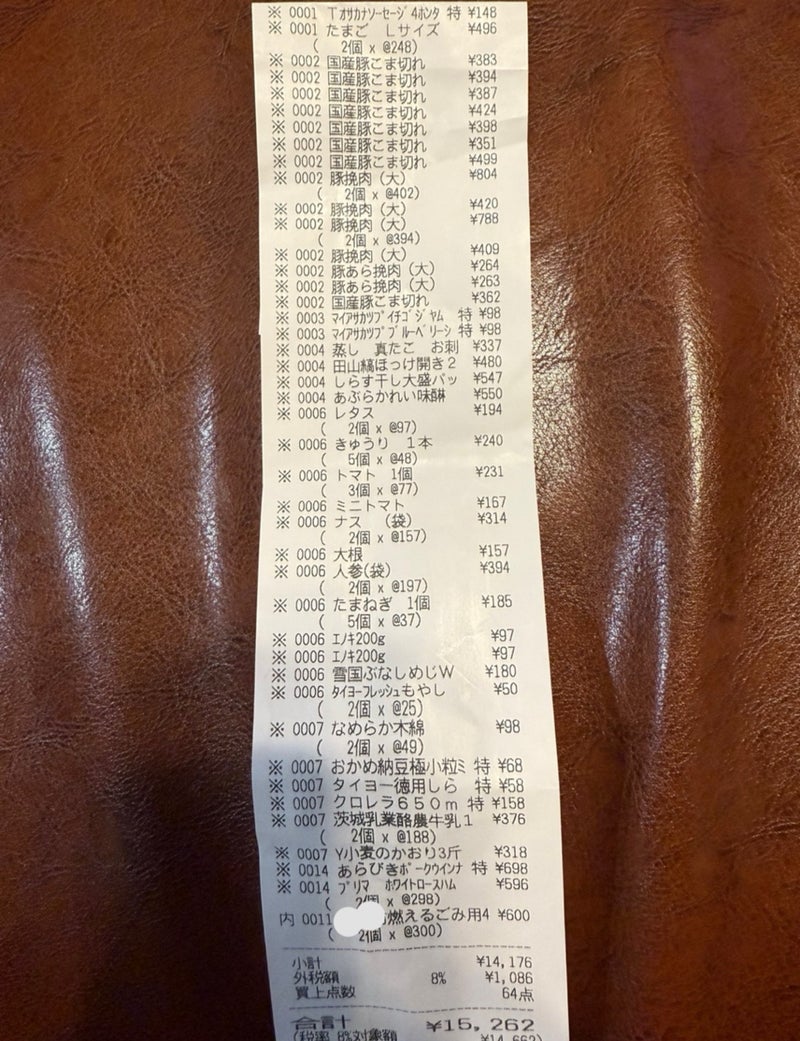 ※ 0001 Tオサカナソーセージ 4ホンタ 特 ¥148
※ 0001 たまご Lサイズ ¥496
( 2個 x @248)
※ 0002 国産豚こま切れ ¥383
※ 0002 国産豚こま切れ ¥394
※ 0002 国産豚こま切れ ¥387
※ 0002 国産豚こま切れ ¥424
※ 0002 国産豚こま切れ ¥398
※ 0002 国産豚こま切れ ¥351
※ 0002 国産豚こま切れ ¥499
※ 0002 豚挽肉(大) ¥804
( 2個 x @402)
※ 0002 豚挽肉(大) ¥420
※ 0002 豚挽肉(大) ¥788
( 2個 x @394)
※ 0002 豚挽肉(大) ¥409
※ 0002 豚あら挽肉(大) ¥264
※ 0002 豚あら挽肉(大) ¥263
※ 0002 国産豚こま切れ ¥362
※ 0003 マイアサカツプイチゴジヤム 特 ¥98
※ 0003 マイアサカツプブルーベリーシ 特 ¥98
※ 0004 蒸し 真たこ お刺 ¥337
※ 0004 田山縞ほっけ開き2 ¥480
※ 0004 しらす干し大盛パッ ¥547
※ 0004 あぶらかれい味醂 ¥550
※ 0006 レタス ¥194
( 2個 x @97)
※ 0006 きゅうり 1本 ¥240
( 5個 x @48)
※ 0006 トマト 1個 ¥231
( 3個 x @77)
※ 0006 ミニトマト ¥167
※ 0006 ナス (袋) ¥314
( 2個 x @157)
※ 0006 大根 ¥157
※ 0006 人参(袋) ¥394
( 2個 x @197)
※ 0006 たまねぎ 1個 ¥185
( 5個 x @37)
※ 0006 エノキ200g ¥97
※ 0006 エノキ200g ¥97
※ 0006 雪国ぶなしめじW ¥180
※ 0006 タイヨーフレッシュもやし ¥50
( 2個 x @25)
※ 0007 なめらか木綿 ¥98
( 2個 x @49)
※ 0007 おかめ納豆極小粒ミ 特 ¥68
※ 0007 タイヨー徳用しら 特 ¥58
※ 0007 クロレラ650m 特 ¥158
※ 0007 茨城乳業酪農牛乳1 ¥376
( 2個 x @188)
※ 0007 Y小麦のかおり3斤 ¥318
※ 0014 あらびきポークウインナ 特 ¥698
※ 0014 プリマ ホワイトロースハム ¥596
( 2個 x @298)
内 0011 燃えるごみ用4 ¥600
( 2個 x @300)
小計 ¥14,176
外税額 8% ¥1,086
買上点数 64点
合計 ¥15,262
(税率 8%対象額 ¥14,662)